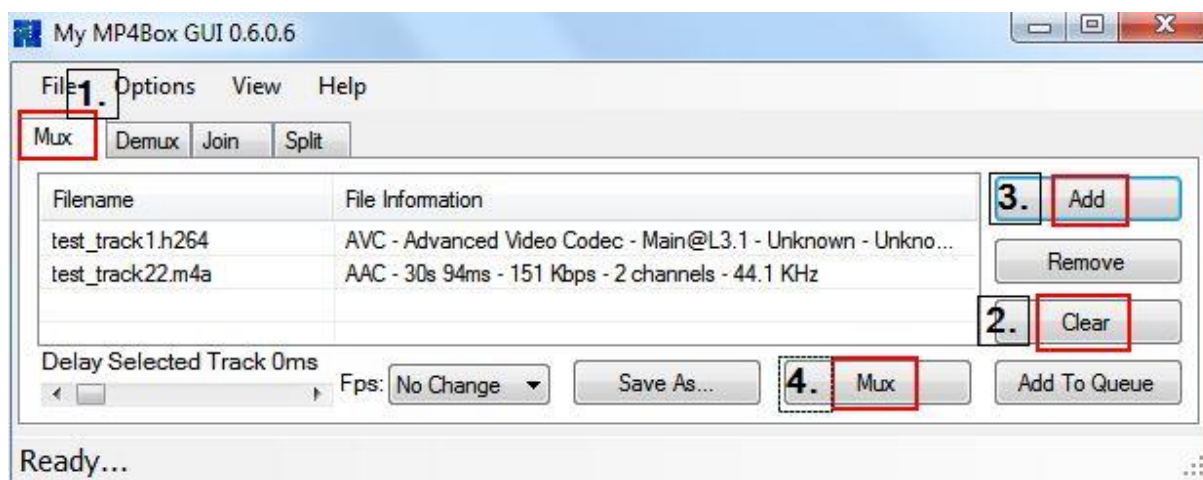 My MP4Box GUI 0.6.0.6
File Options View Help
1.
Mux Demux Join Split
Filename File Information
test_track1.h264 AVC - Advanced Video Codec - Main@L3.1 - Unknown - Unkno...
test_track22.m4a AAC - 30s 94ms - 151 Kbps - 2 channels - 44.1 KHz
3. Add
Remove
2. Clear
Delay Selected Track 0ms
Fps: No Change Save As... 4. Mux Add To Queue
Ready...